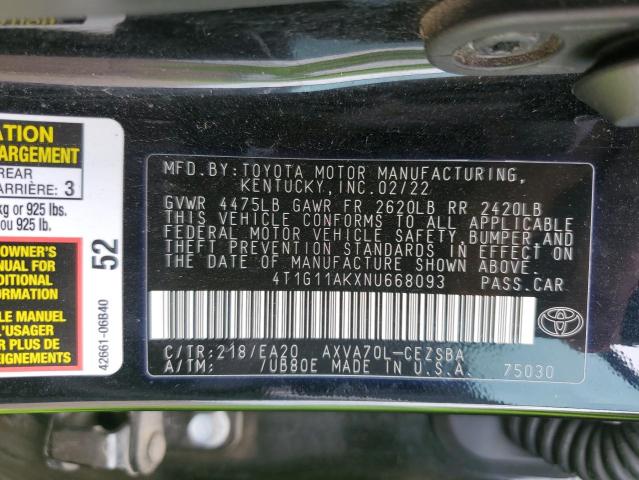 MFD.BY:TOYOTA MOTOR MANUFACTURING,
KENTUCKY, INC.02/22
GVWR 4475LB GAWR FR 2620LB RR 2420LB
THIS VEHICLE CONFORMS TO ALL APPLICABLE
FEDERAL MOTOR VEHICLE SAFETY, BUMPER, AND
THEFT PREVENTION STANDARDS IN EFFECT ON
THE DATE OF MANUFACTURE SHOWN ABOVE.
4T1G11AKXNU668093 PASS.CAR
C/TR:218/EA20 AXVA70L-CEZSBA
A/TM: /UB80E MADE IN U.S.A. 75030
TOYOTA
ATION
ARGEMENT
REAR
ARRIÈRE: 3
kg or 925 lbs.
ou 925 lb.
OWNER'S
NUAL FOR
DITIONAL
RMATION
le MANUEL
L'USAGER
r PLUS de
EIGNEMENTS
52
42661-06B40